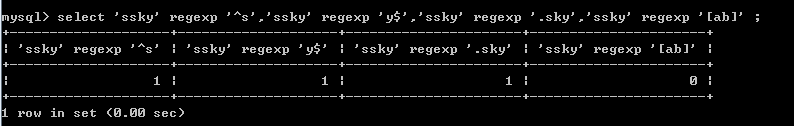 mysql> select 'ssky' regexp '^s','ssky' regexp 'y$','ssky' regexp '.sky','ssky' regexp '[ab]' ;
+--------------------+--------------------+----------------------+----------------------+
| 'ssky' regexp '^s' | 'ssky' regexp 'y$' | 'ssky' regexp '.sky' | 'ssky' regexp '[ab]' |
+--------------------+--------------------+----------------------+----------------------+
|                  1 |                  1 |                    1 |                    0 |
+--------------------+--------------------+----------------------+----------------------+
1 row in set (0.00 sec)